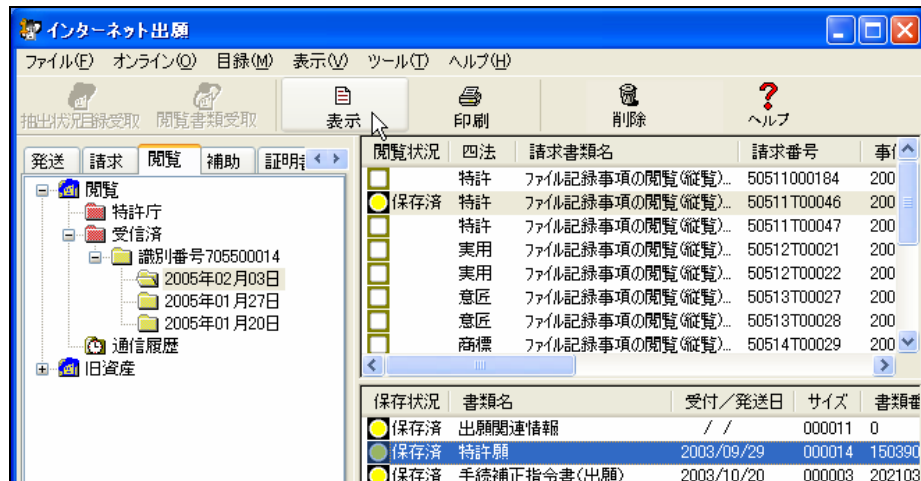 インターネット出願
ファイル(F) オンライン(O) 目録(M) 表示(V) ツール(T) ヘルプ(H)
抽出状況目録受取 閲覧書類受取 表示 印刷 削除 ヘルプ
発送 請求 閲覧 補助
閲覧
特許庁
受信済
識別番号705500014
2005年02月03日
2005年01月27日
2005年01月20日
通信履歴
旧資産
閲覧状況 四法 請求書類名 請求番号
特許 ファイル記録事項の閲覧(縦覧)... 50511000184 200
保存済 特許 ファイル記録事項の閲覧(縦覧)... 50511T00046 200
特許 ファイル記録事項の閲覧(縦覧)... 50511T00047 200
実用 ファイル記録事項の閲覧(縦覧)... 50512T00021 200
実用 ファイル記録事項の閲覧(縦覧)... 50512T00022 200
意匠 ファイル記録事項の閲覧(縦覧)... 50513T00027 200
意匠 ファイル記録事項の閲覧(縦覧)... 50513T00028 200
商標 ファイル記録事項の閲覧(縦覧)... 50514T00029 200
保存状況 書類名 受付/発送日 サイズ 書類番
保存済 出願関連情報 / / 000011 0
保存済 特許願 2003/09/29 000014 150390
保存済 手続補正指令書(出願) 2003/10/20 000003 202103